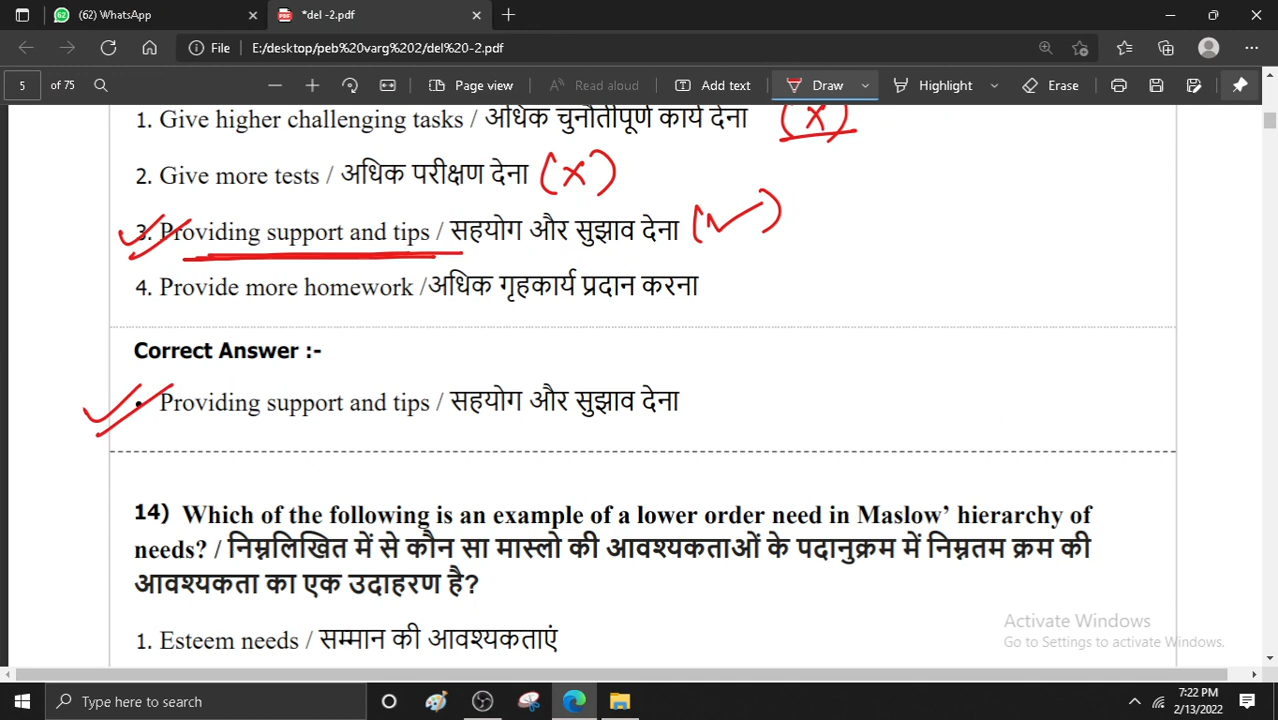 (62) WhatsApp
*del -2.pdf
File
E:/desktop/peb%20varg%202/del%20-2.pdf
5 of 75
Page view
Read aloud
Add text
Draw
Highlight
Erase
1. Give higher challenging tasks / अधिक चुनौतीपूर्ण कार्य देना (x)
2. Give more tests / अधिक परीक्षण देना (x)
3. Providing support and tips / सहयोग और सुझाव देना (✓)
4. Provide more homework /अधिक गृहकार्य प्रदान करना
Correct Answer :-
• Providing support and tips / सहयोग और सुझाव देना
14) Which of the following is an example of a lower order need in Maslow’ hierarchy of
needs? / निम्नलिखित में से कौन सा मास्लो की आवश्यकताओं के पदानुक्रम में निम्नतम क्रम की
आवश्यकता का एक उदाहरण है?
1. Esteem needs / सम्मान की आवश्यकताएं
Activate Windows
Go to Settings to activate Windows.
Type here to search
7:22 PM
2/13/2022